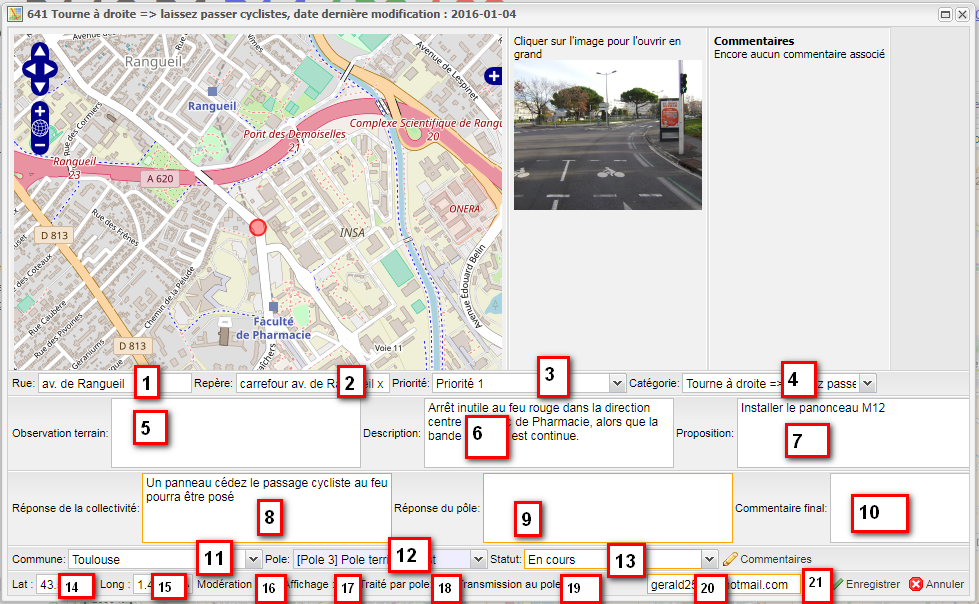 641 Tourne à droite => laissez passer cyclistes, date dernière modification : 2016-01-04
Cliquer sur l'image pour l'ouvrir en grand
Commentaires
Encore aucun commentaire associé
Rangueil
Avenue de Lespinet
Rangueil
Rue des Cormiers
Pont des Demoiselles
21
Complexe Scientifique de Rangu
20
Rangueil
23
A 620
ONERA
INSA
D 813
Rue des Frênes
Rue des Coteaux
Chemin de la Pélude
Avenue Édouard Belin
Rue Caubère
Rue des Pivoines
Géraniums
D 813
Faculté
de Pharmacie
Voie 11
Rue: av. de Rangueil 1 Repère: carrefour av. de 2 x Priorité: Priorité 1 3 Catégorie: Tourne à droite => 4 passe
Observation terrain: 5 Description: Arrêt inutile au feu rouge dans la direction
centre 6 de Pharmacie, alors que la
bande est continue.
Proposition: Installer le panonceau M12
7
Réponse de la collectivité: Un panneau cédez le passage cycliste au feu
pourra être posé
8
Réponse du pôle: 9 Commentaire final: 10
Commune: Toulouse 11 Pole: [Pole 3] Pole terri 12 t Statut: En cours 13 Commentaires
Lat : 43. 14 Long : 1.4 15 Modération 16 Affichage : 17 Traité par pole 18 Transmission au pole 19 gerald25 20 otmail.com 21 Enregistrer Annuler